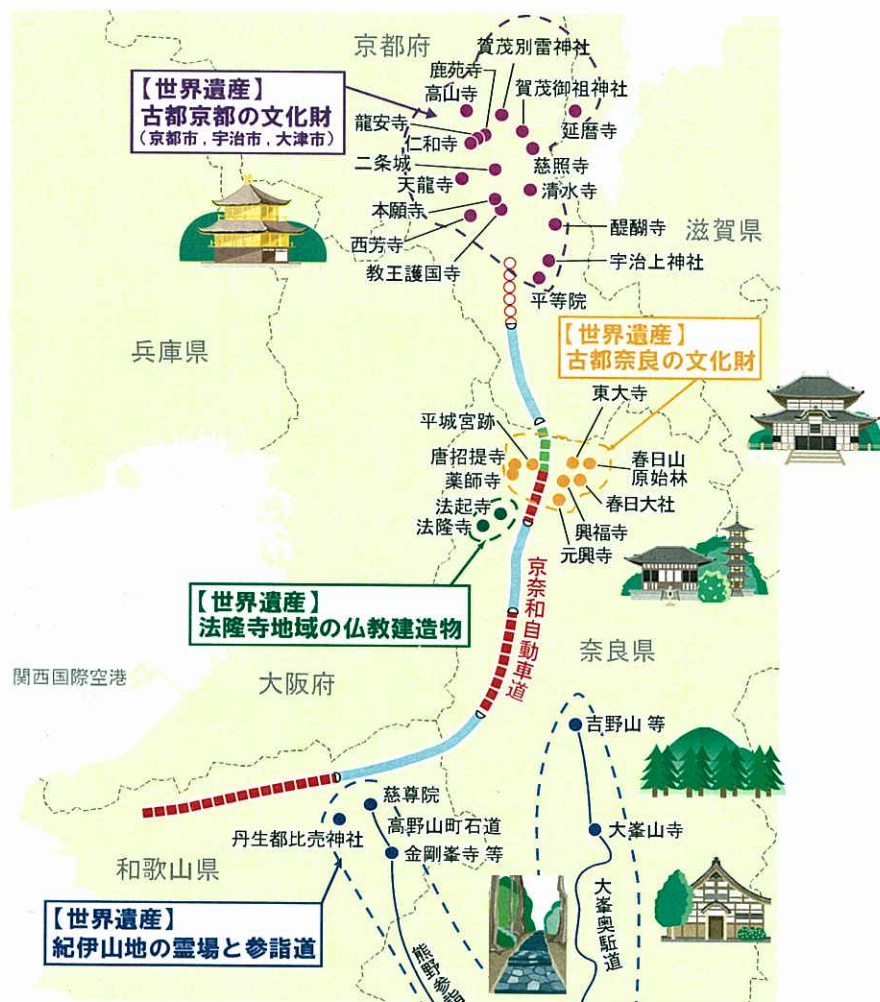 京都府
賀茂別雷神社
鹿苑寺
高山寺
賀茂御祖神社
【世界遺産】
古都京都の文化財
（京都市，宇治市，大津市）
龍安寺
仁和寺
延暦寺
二条城
慈照寺
天龍寺
清水寺
本願寺
醍醐寺
滋賀県
西芳寺
宇治上神社
教王護国寺
平等院
兵庫県
【世界遺産】
古都奈良の文化財
東大寺
平城宮跡
唐招提寺
春日山
原始林
薬師寺
春日大社
法起寺
興福寺
法隆寺
元興寺
京奈和自動車道
【世界遺産】
法隆寺地域の仏教建造物
奈良県
関西国際空港
大阪府
吉野山 等
慈尊院
高野山町石道
丹生都比売神社
金剛峯寺 等
大峯山寺
和歌山県
【世界遺産】
紀伊山地の霊場と参詣道
大峯奥駈道
熊野参詣